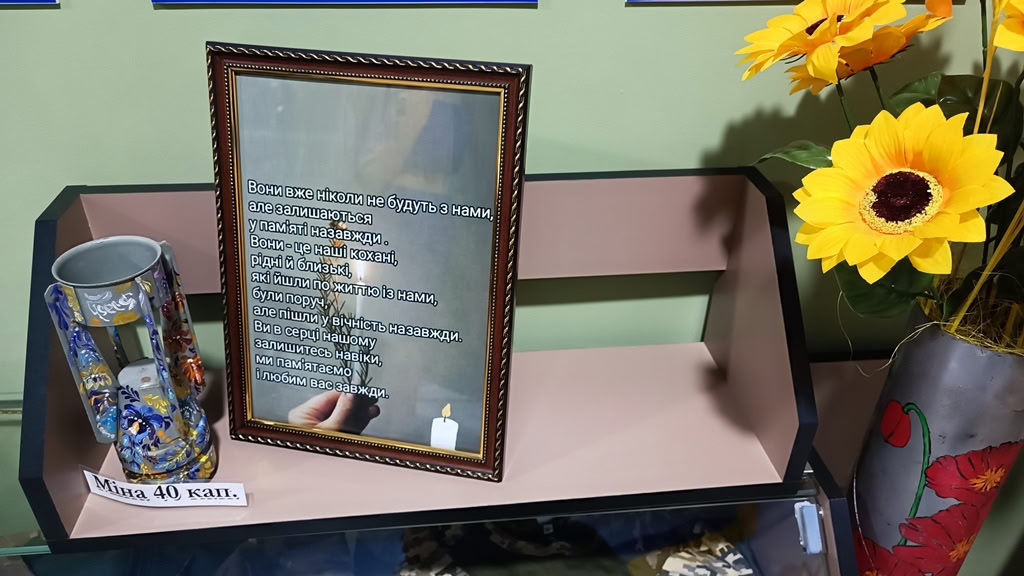 Вони вже ніколи не будуть з нами,
але залишаються
у пам'яті назавжди .
Вони - це наші кохані,
рідні й близькі,
які йшли по життю із нами,
були поруч,
але пішли у вічність назавжди.
Ви в серці нашому
залишитесь навіки,
ми пам'ятаємо
і любим вас завжди.
Міна 40 кап.